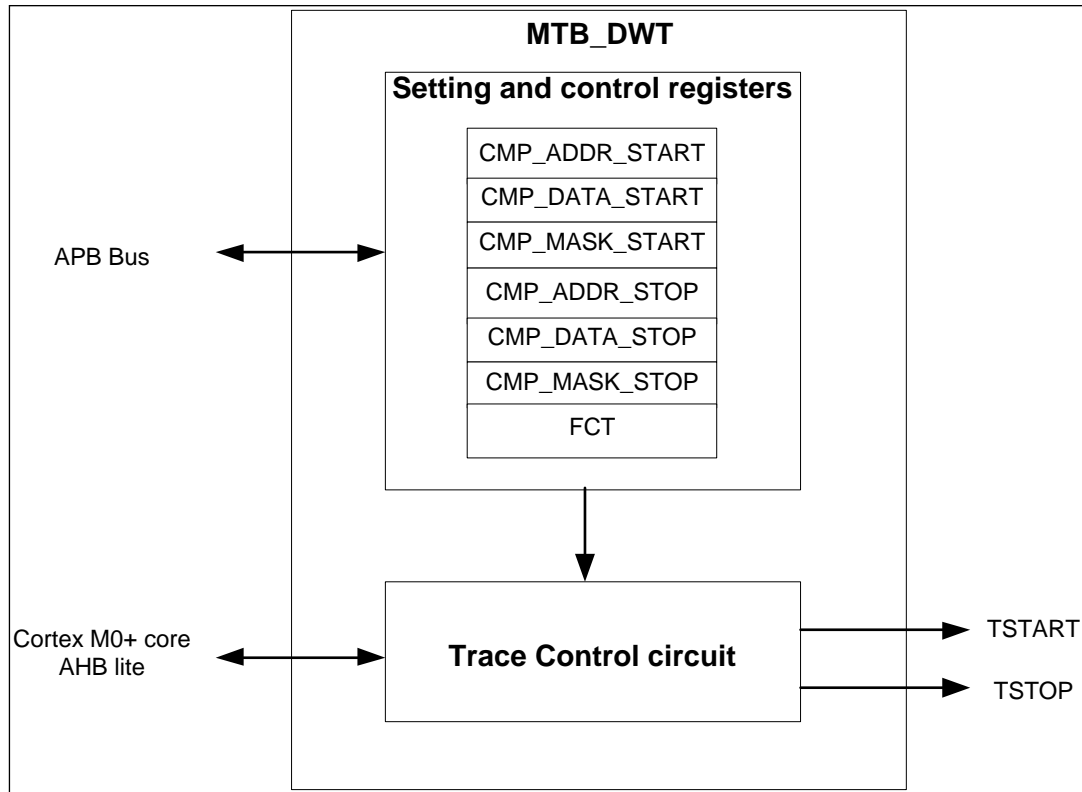 MTB_DWT
Setting and control registers
CMP_ADDR_START
CMP_DATA_START
CMP_MASK_START
CMP_ADDR_STOP
CMP_DATA_STOP
CMP_MASK_STOP
FCT
APB Bus
Cortex M0+ core
AHB lite
Trace Control circuit
TSTART
TSTOP